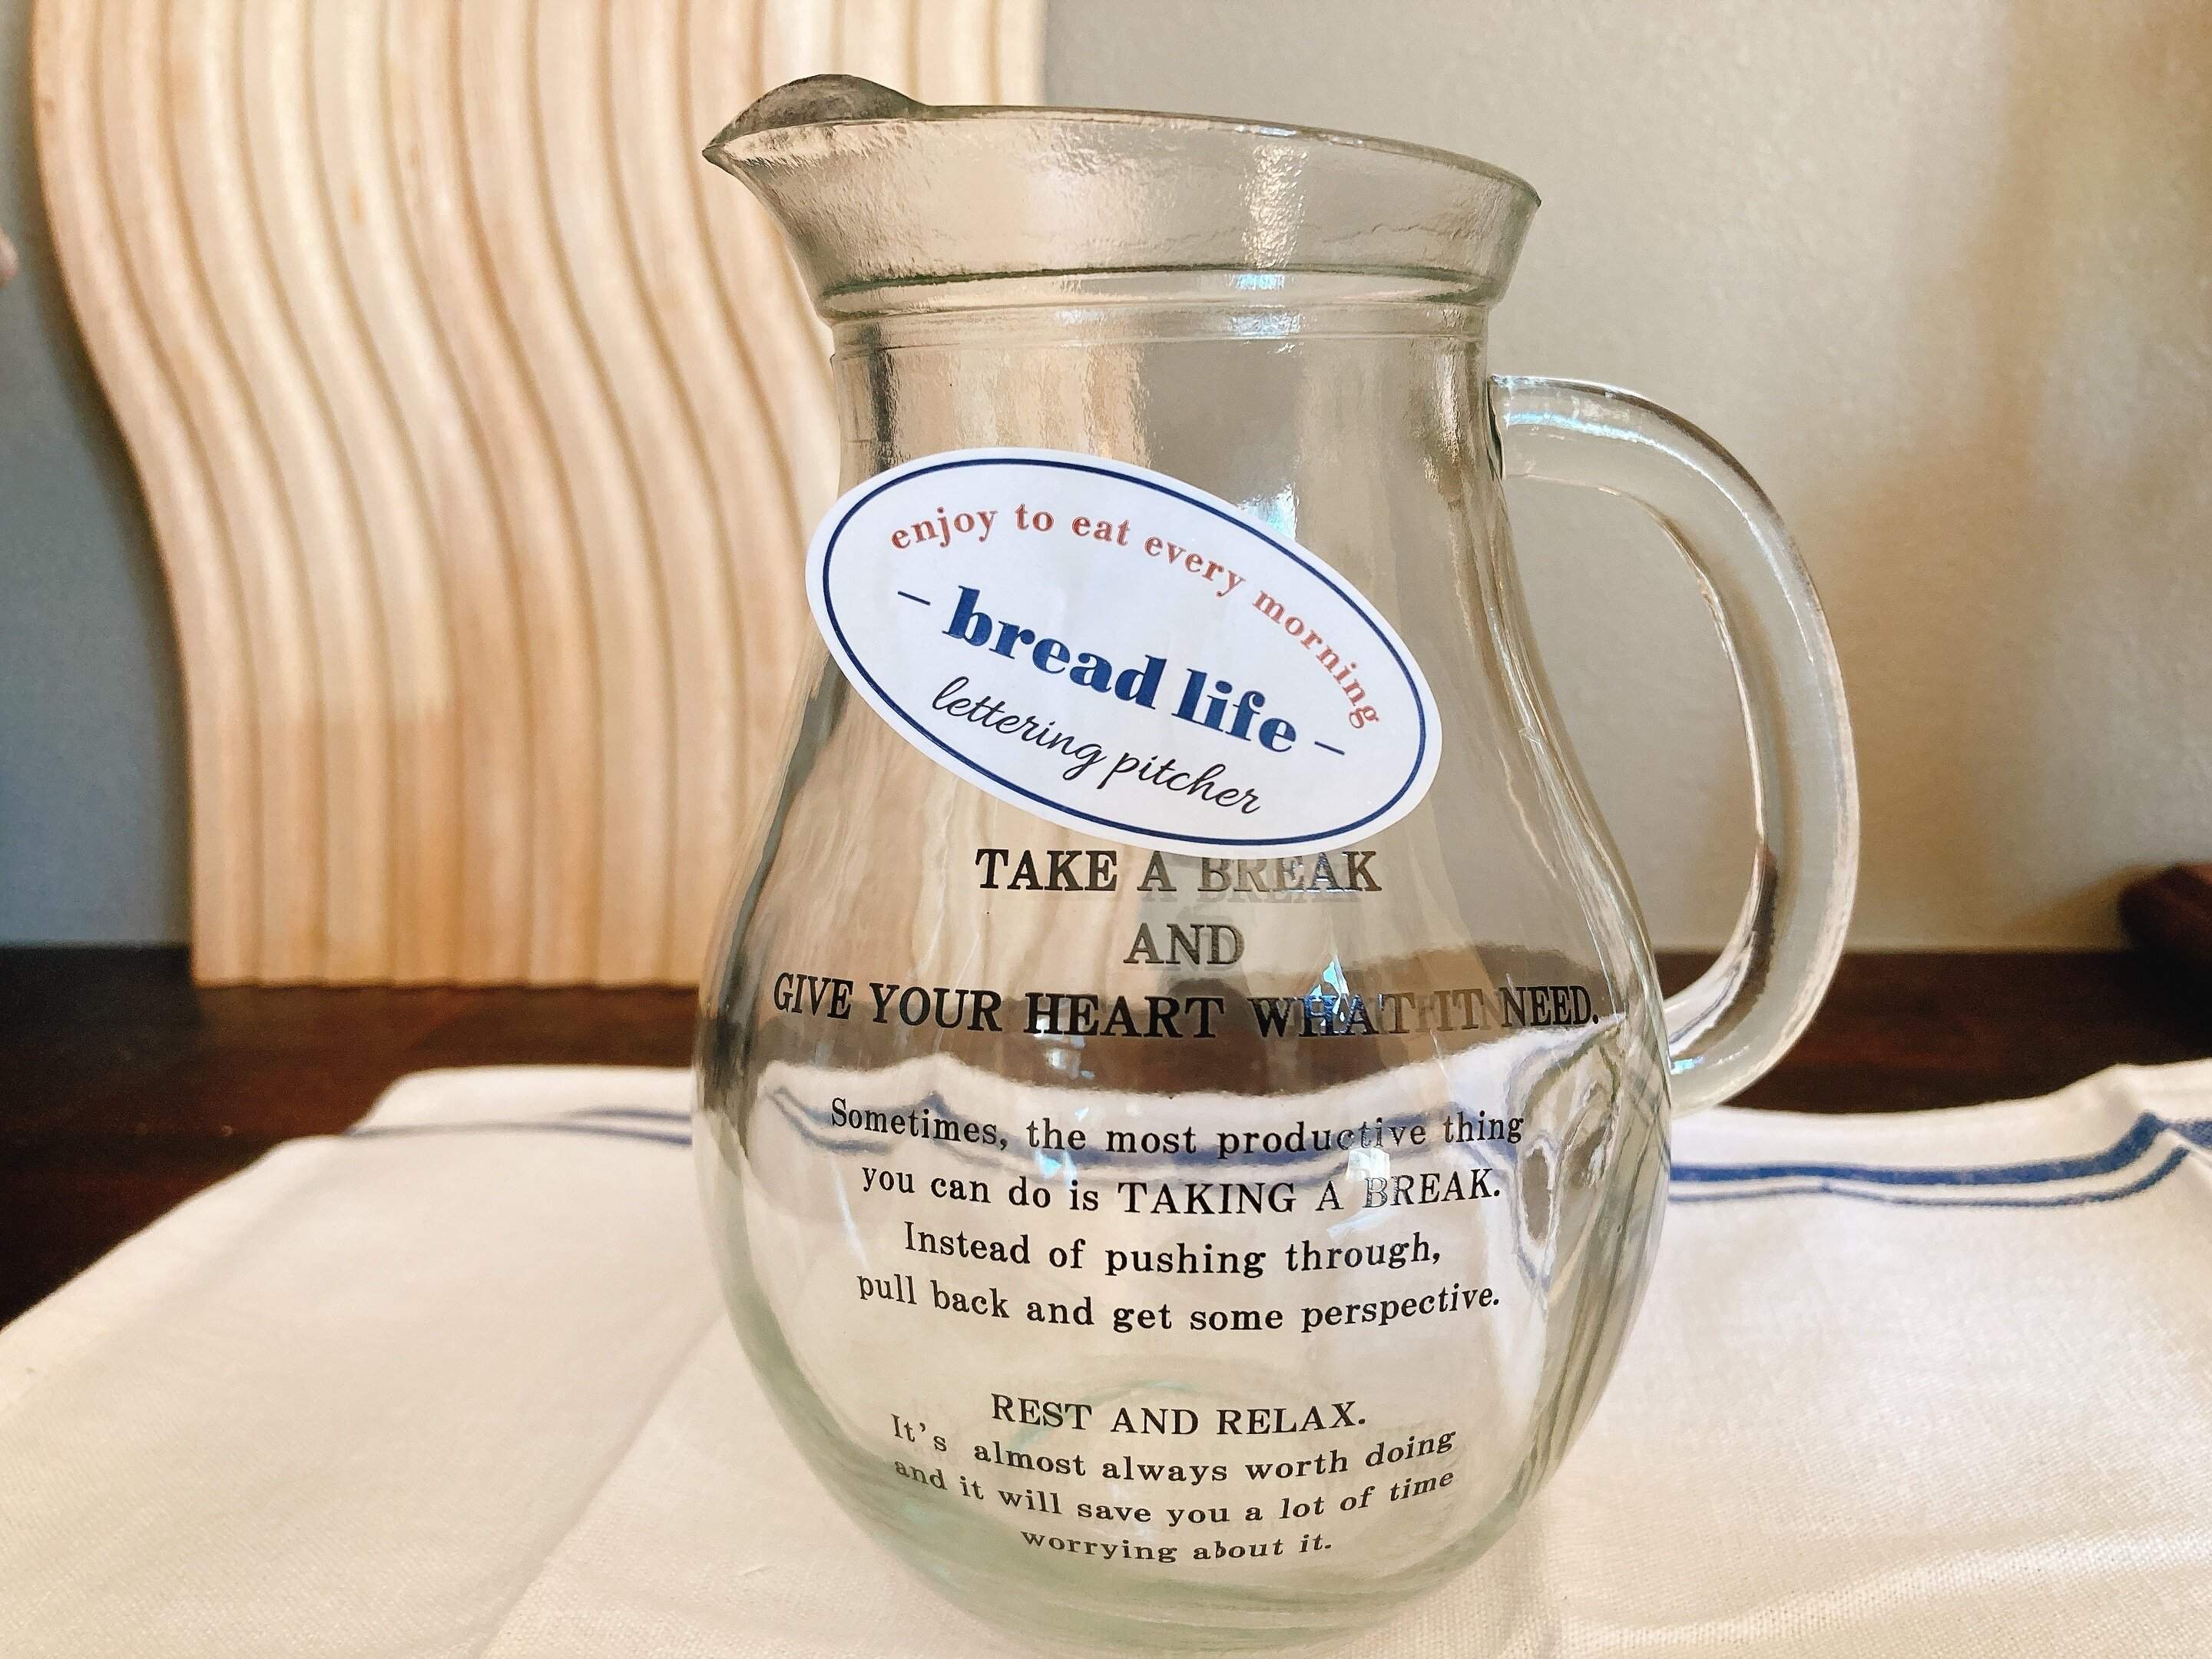 enjoy to eat every morning
– bread life –
lettering pitcher
TAKE A BREAK
AND
GIVE YOUR HEART WHAT IT NEED.
Sometimes, the most productive thing
you can do is TAKING A BREAK.
Instead of pushing through,
pull back and get some perspective.
REST AND RELAX.
It's almost always worth doing
and it will save you a lot of time
worrying about it.